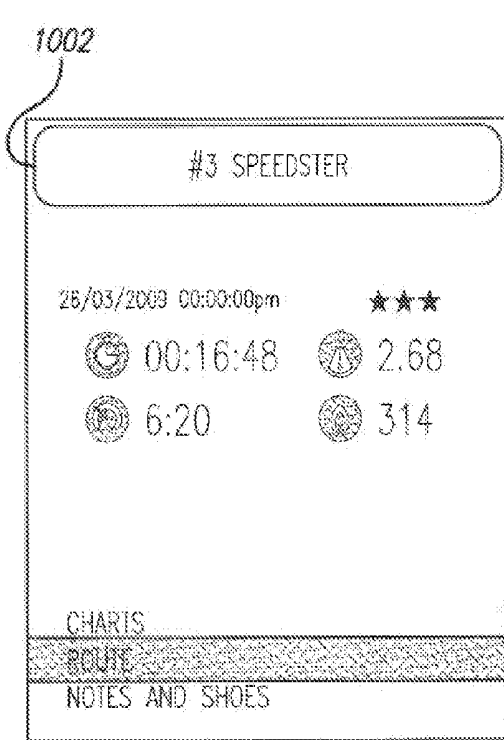 1002
#3 SPEEDSTER
26/03/2009 00:00:00pm ★★★
00:16:48 2.68
6:20 314
CHARTS
ROUTE
NOTES AND SHOES